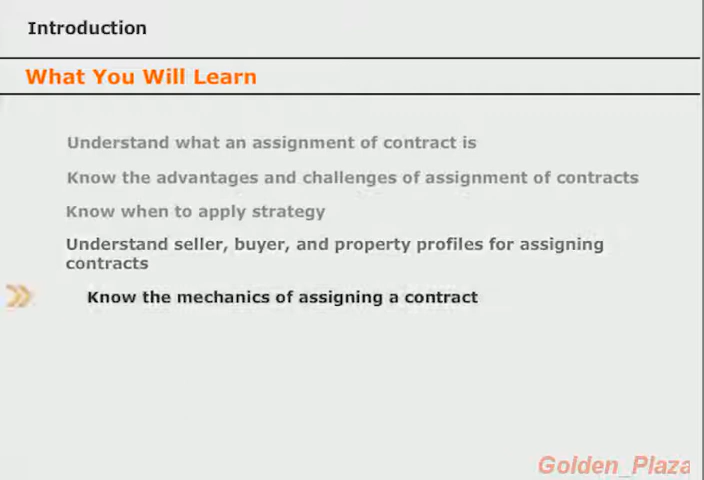 Introduction
What You Will Learn
Understand what an assignment of contract is
Know the advantages and challenges of assignment of contracts
Know when to apply strategy
Understand seller, buyer, and property profiles for assigning
contracts
Know the mechanics of assigning a contract
Golden_Plaza